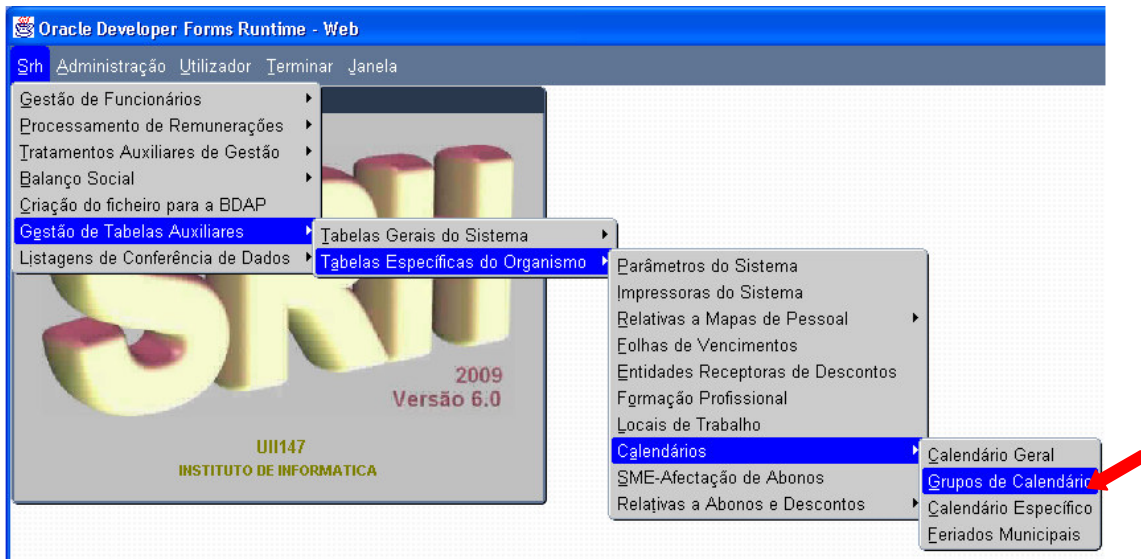 Oracle Developer Forms Runtime - Web
Srh Administração Utilizador Terminar Janela
Gestão de Funcionários
Processamento de Remunerações
Tratamentos Auxiliares de Gestão
Balanço Social
Criação do ficheiro para a BDAP
Gestão de Tabelas Auxiliares
Listagens de Conferência de Dados
Tabelas Gerais do Sistema
Tabelas Específicas do Organismo
Parâmetros do Sistema
Impressoras do Sistema
Relativas a Mapas de Pessoal
Folhas de Vencimentos
Entidades Receptoras de Descontos
Formação Profissional
Locais de Trabalho
Calendários
SME-Afectação de Abonos
Relativas a Abonos e Descontos
Calendário Geral
Grupos de Calendário
Calendário Específico
Feriados Municipais
SRH
2009
Versão 6.0
UII147
INSTITUTO DE INFORMATICA